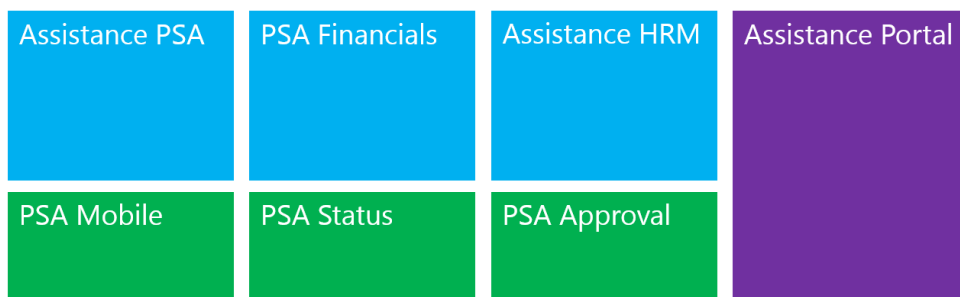 Assistance PSA
PSA Financials
Assistance HRM
Assistance Portal
PSA Mobile
PSA Status
PSA Approval